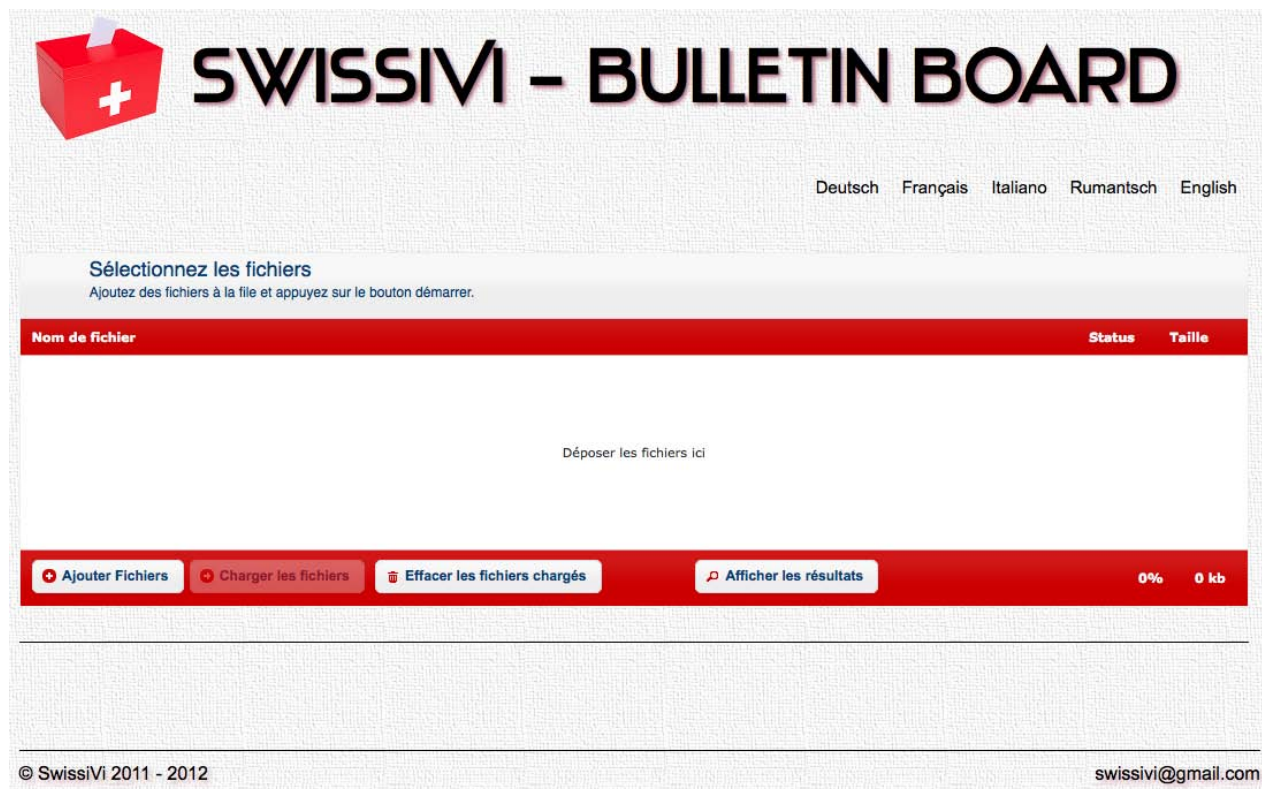 SWISSIVI – BULLETIN BOARD
Deutsch Français Italiano Rumantsch English
Sélectionnez les fichiers
Ajoutez des fichiers à la file et appuyez sur le bouton démarrer.
Nom de fichier Status Taille
Déposer les fichiers ici
Ajouter Fichiers Charger les fichiers Effacer les fichiers chargés Afficher les résultats 0% 0 kb
© SwissiVi 2011 - 2012 swissivi@gmail.com